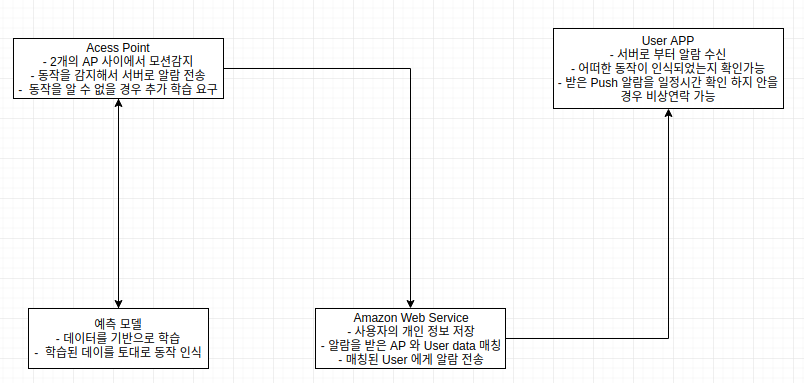 Acess Point
- 2개의 AP 사이에서 모션감지
- 동작을 감지해서 서버로 알람 전송
- 동작을 알 수 없을 경우 추가 학습 요구
User APP
- 서버로 부터 알람 수신
- 어떠한 동작이 인식되었는지 확인가능
- 받은 Push 알람을 일정시간 확인 하지 안을
경우 비상연락 가능
예측 모델
- 데이터를 기반으로 학습
- 학습된 데이를 토대로 동작 인식
Amazon Web Service
- 사용자의 개인 정보 저장
- 알람을 받은 AP 와 User data 매칭
- 매칭된 User 에게 알람 전송